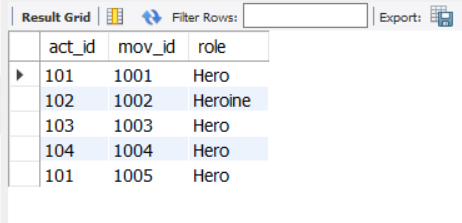 Result Grid Filter Rows: Export:
act_id mov_id role
101 1001 Hero
102 1002 Heroine
103 1003 Hero
104 1004 Hero
101 1005 Hero